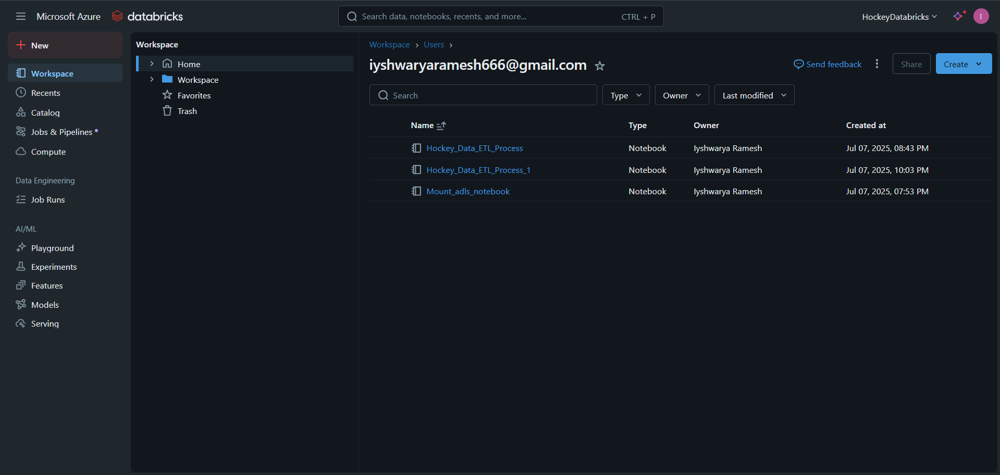 Microsoft Azure databricks
Search data, notebooks, recents, and more... CTRL + P
HockeyDatabricks
I
New
Workspace
Recents
Catalog
Jobs & Pipelines
Compute
Data Engineering
Job Runs
AI/ML
Playground
Experiments
Features
Models
Serving
Workspace
Home
Workspace
Favorites
Trash
Workspace > Users >
iyshwaryaramesh666@gmail.com
Send feedback
Share
Create
Search
Type
Owner
Last modified
Name Type Owner Created at
Hockey_Data_ETL_Process Notebook Iyshwarya Ramesh Jul 07, 2025, 08:43 PM
Hockey_Data_ETL_Process_1 Notebook Iyshwarya Ramesh Jul 07, 2025, 10:03 PM
Mount_adls_notebook Notebook Iyshwarya Ramesh Jul 07, 2025, 07:53 PM